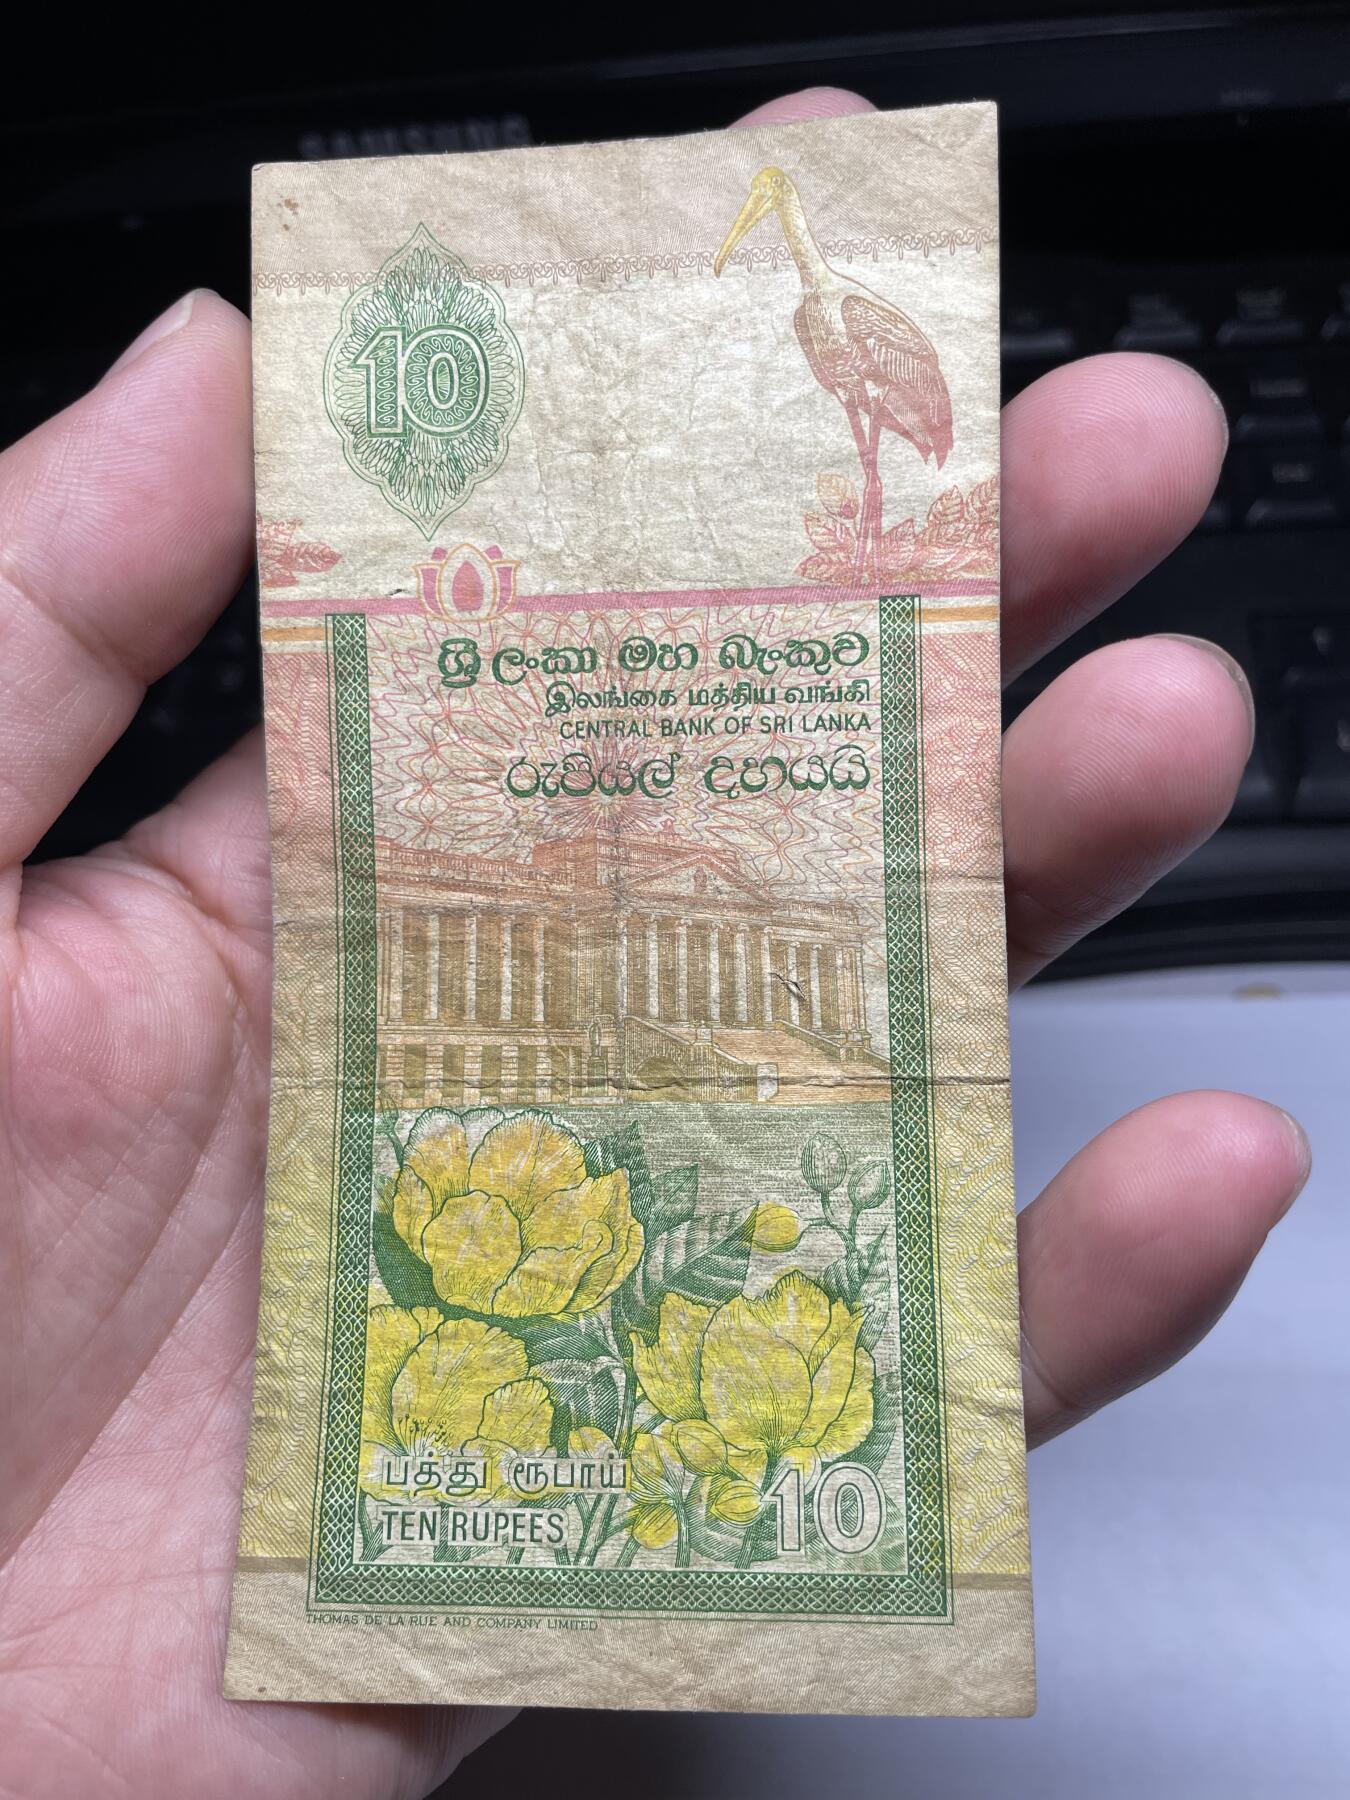 SAMSUNG
10
ශ්‍රී ලංකා මහ බැංකුව
இலங்கை மத்திய வங்கி
CENTRAL BANK OF SRI LANKA
රුපියල් දහයයි
பத்து ரூபாய்
TEN RUPEES
10
THOMAS DE LA RUE AND COMPANY LIMITED